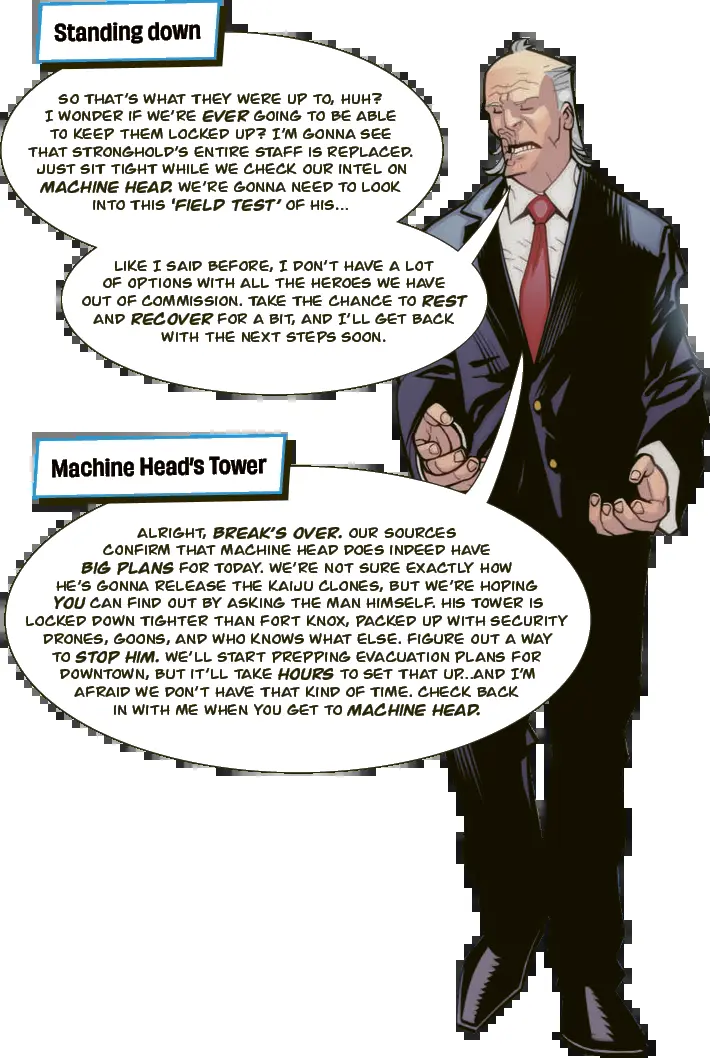 Standing down
SO THAT'S WHAT THEY WERE UP TO, HUH?
I WONDER IF WE'RE EVER GOING TO BE ABLE
TO KEEP THEM LOCKED UP? I'M GONNA SEE
THAT STRONGHOLD'S ENTIRE STAFF IS REPLACED.
JUST SIT TIGHT WHILE WE CHECK OUR INTEL ON
MACHINE HEAD. WE'RE GONNA NEED TO LOOK
INTO THIS 'FIELD TEST' OF HIS...
LIKE I SAID BEFORE, I DON'T HAVE A LOT
OF OPTIONS WITH ALL THE HEROES WE HAVE
OUT OF COMMISSION. TAKE THE CHANCE TO REST
AND RECOVER FOR A BIT, AND I'LL GET BACK
WITH THE NEXT STEPS SOON.
Machine Head's Tower
ALRIGHT, BREAK'S OVER. OUR SOURCES
CONFIRM THAT MACHINE HEAD DOES INDEED HAVE
BIG PLANS FOR TODAY. WE'RE NOT SURE EXACTLY HOW
HE'S GONNA RELEASE THE KAIJU CLONES, BUT WE'RE HOPING
YOU CAN FIND OUT BY ASKING THE MAN HIMSELF. HIS TOWER IS
LOCKED DOWN TIGHTER THAN FORT KNOX, PACKED UP WITH SECURITY
DRONES, GOONS, AND WHO KNOWS WHAT ELSE. FIGURE OUT A WAY
TO STOP HIM. WE'LL START PREPPING EVACUATION PLANS FOR
DOWNTOWN, BUT IT'LL TAKE HOURS TO SET THAT UP...AND I'M
AFRAID WE DON'T HAVE THAT KIND OF TIME. CHECK BACK
IN WITH ME WHEN YOU GET TO MACHINE HEAD.